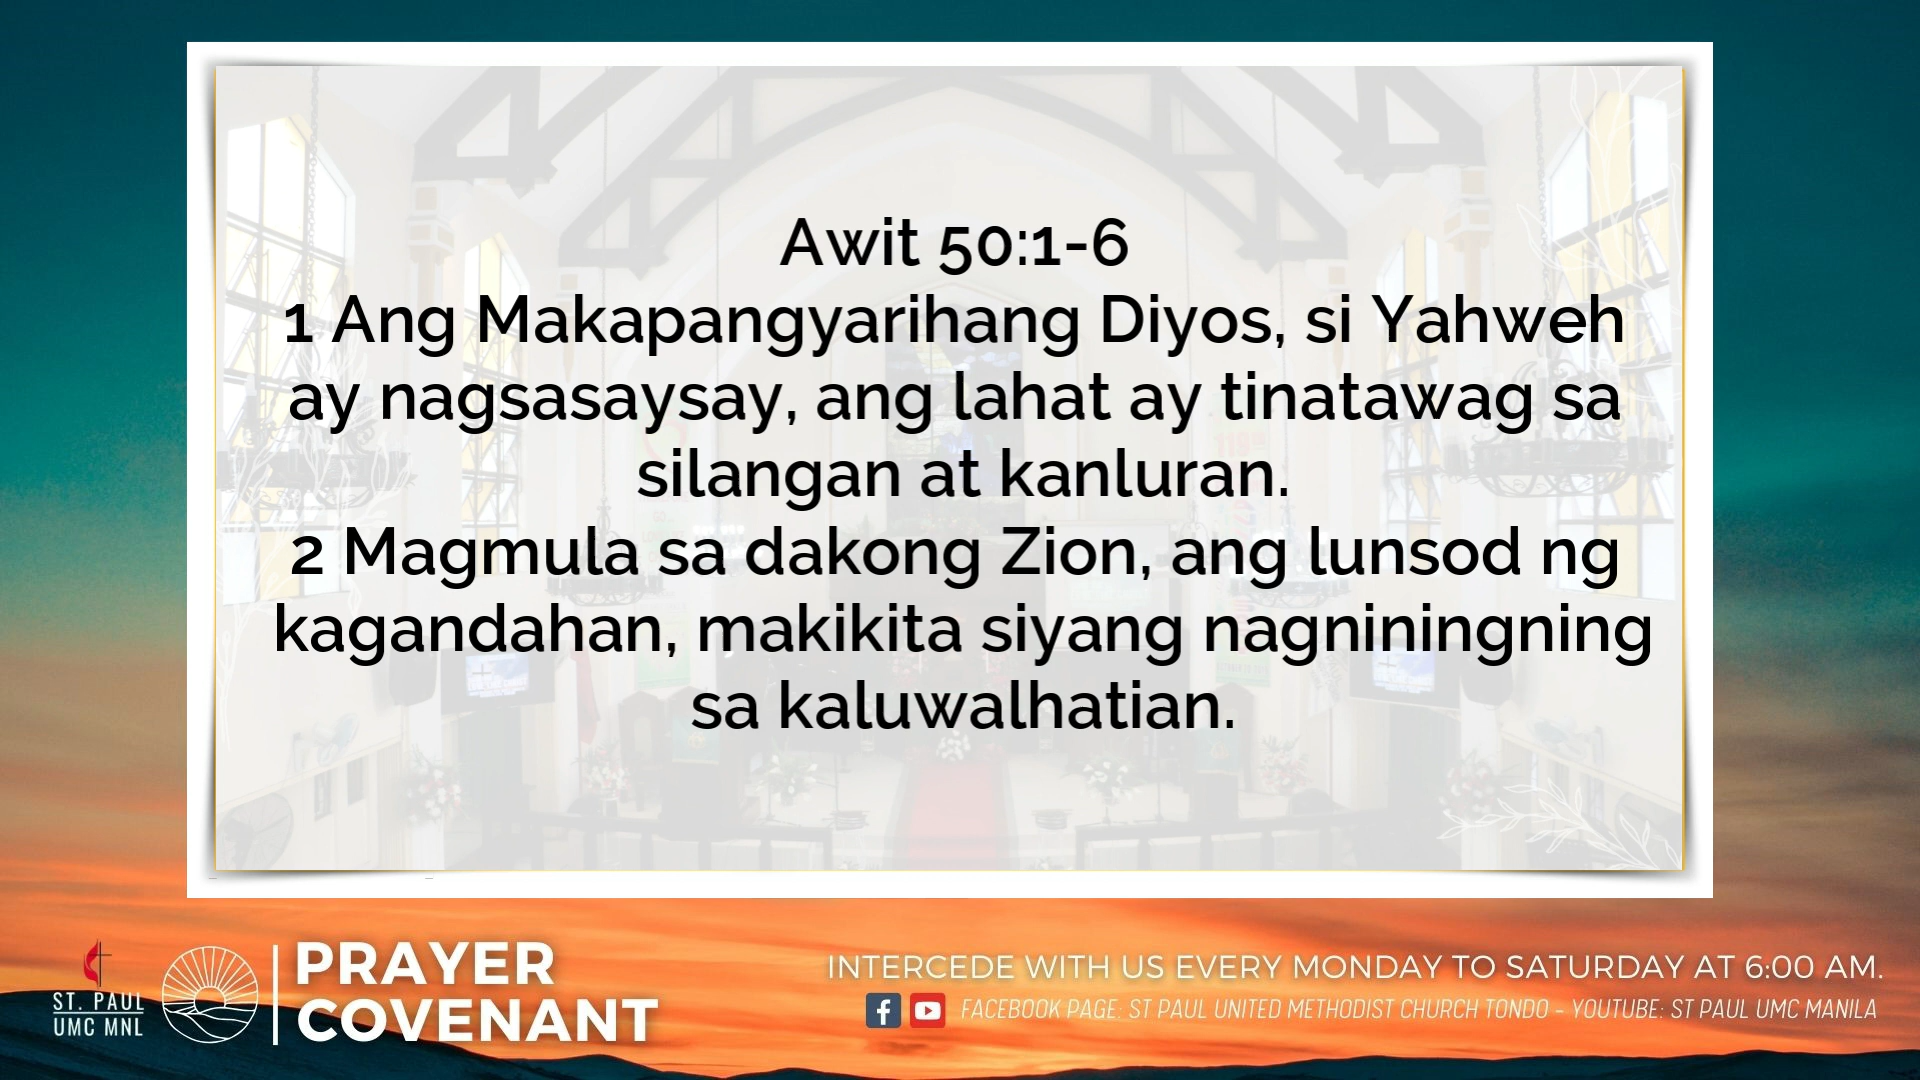 Awit 50:1-6
1 Ang Makapangyarihang Diyos, si Yahweh
ay nagsasaysay, ang lahat ay tinatawag sa
silangan at kanluran.
2 Magmula sa dakong Zion, ang lunsod ng
kagandahan, makikita siyang nagniningning
sa kaluwalhatian.
ST. PAUL
UMC MNL
PRAYER
COVENANT
INTERCEDE WITH US EVERY MONDAY TO SATURDAY AT 6:00 AM.
FACEBOOK PAGE: ST PAUL UNITED METHODIST CHURCH TONDO - YOUTUBE: ST PAUL UMC MANILA